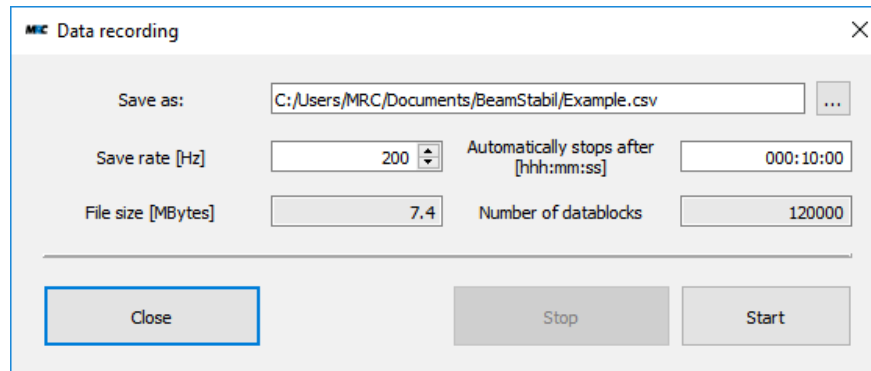 MRC Data recording
Save as: C:/Users/MRC/Documents/BeamStabil/Example.csv ...
Save rate [Hz] 200 Automatically stops after [hhh:mm:ss] 000:10:00
File size [MBytes] 7.4 Number of datablocks 120000
Close Stop Start